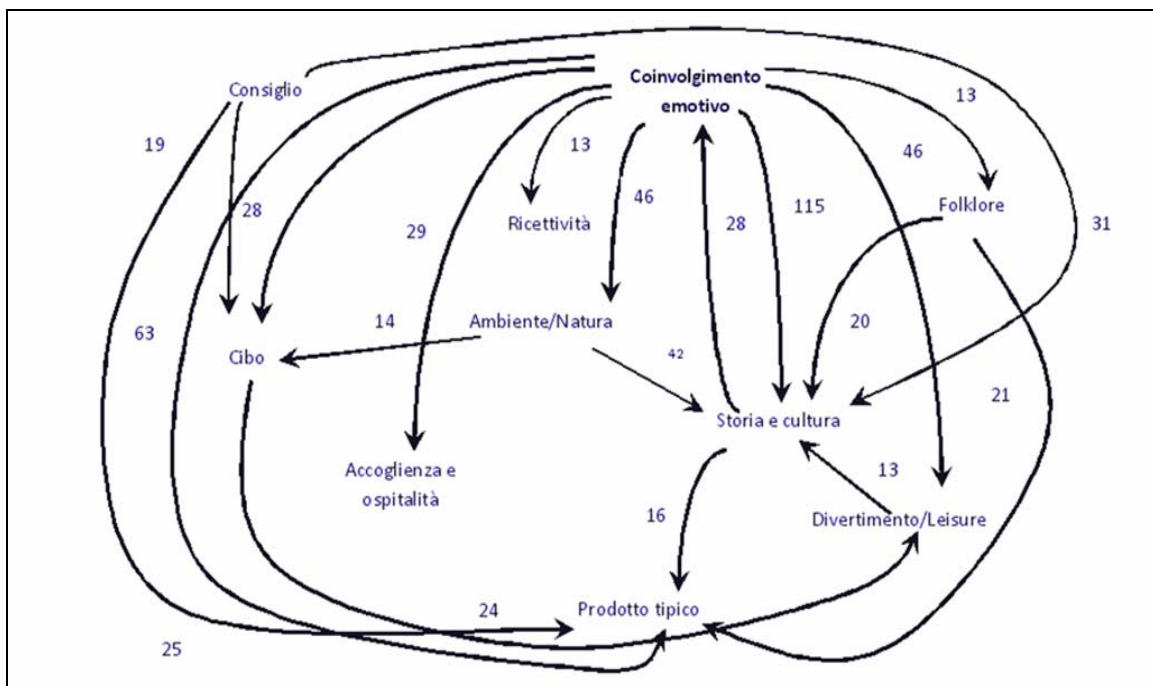 Consiglio
Coinvolgimento
emotivo
13
19
13
46
28
46
115
Folklore
29
Ricettività
28
31
63
14
Ambiente/Natura
20
Cibo
42
21
Storia e cultura
Accoglienza e
ospitalità
13
16
Divertimento/Leisure
24
Prodotto tipico
25